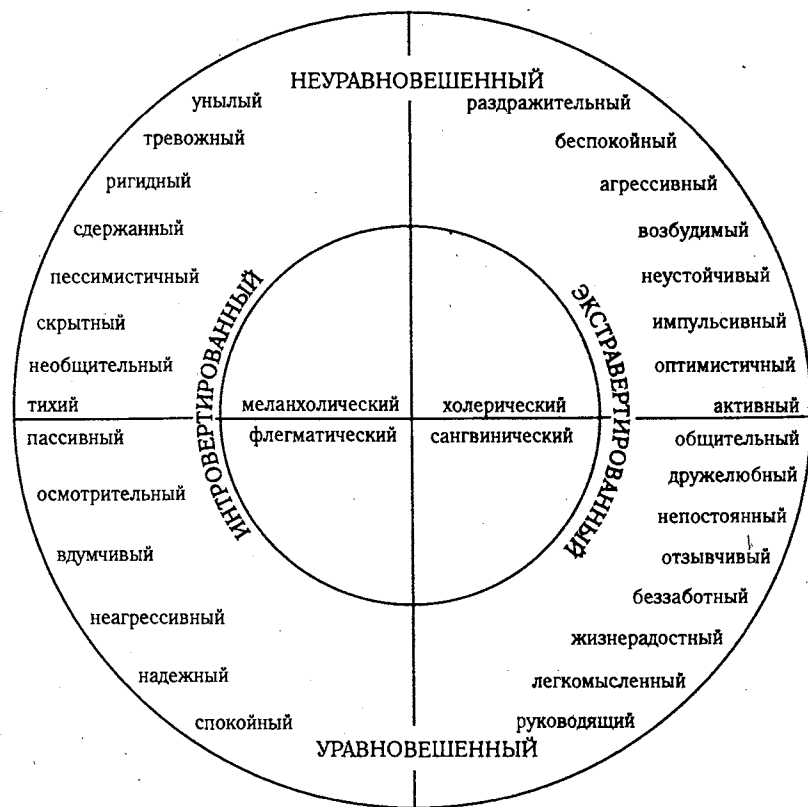 НЕУРАВНОВЕШЕННЫЙ
унылый
тревожный
ригидный
сдержанный
пессимистичный
скрытный
необщительный
тихий
раздражительный
беспокойный
агрессивный
возбудимый
неустойчивый
импульсивный
оптимистичный
активный
ИНТРОВЕРТИРОВАННЫЙ
меланхолический
холерический
флегматический
сангвинический
ЭКСТРАВЕРТИРОВАННЫЙ
пассивный
осмотрительный
вдумчивый
неагрессивный
надежный
спокойный
общительный
дружелюбный
непостоянный
отзывчивый
беззаботный
жизнерадостный
легкомысленный
руководящий
УРАВНОВЕШЕННЫЙ